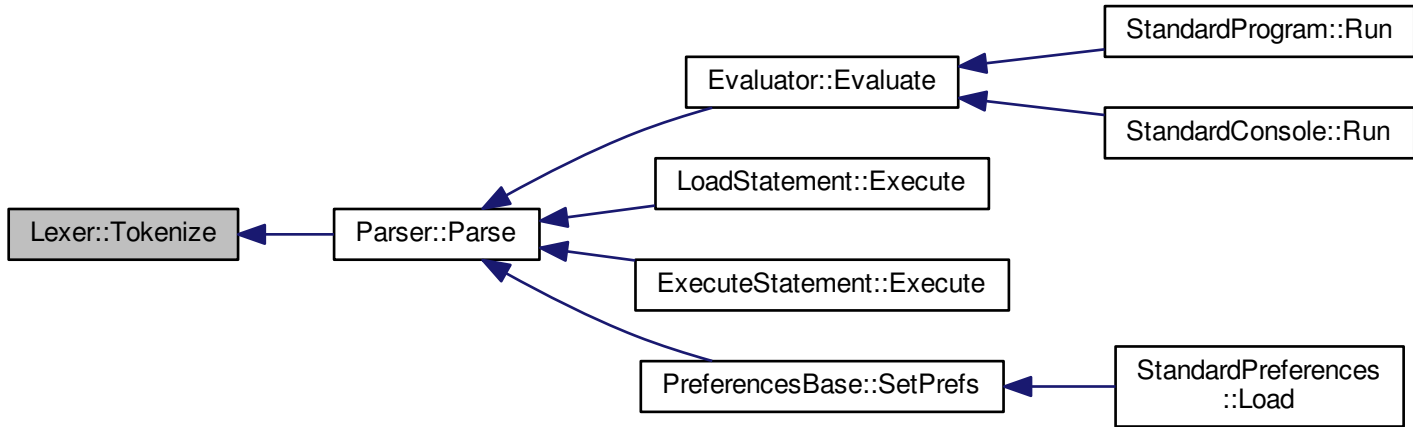 StandardProgram::Run
Evaluator::Evaluate
StandardConsole::Run
LoadStatement::Execute
Lexer::Tokenize
Parser::Parse
ExecuteStatement::Execute
PreferencesBase::SetPrefs
StandardPreferences
::Load